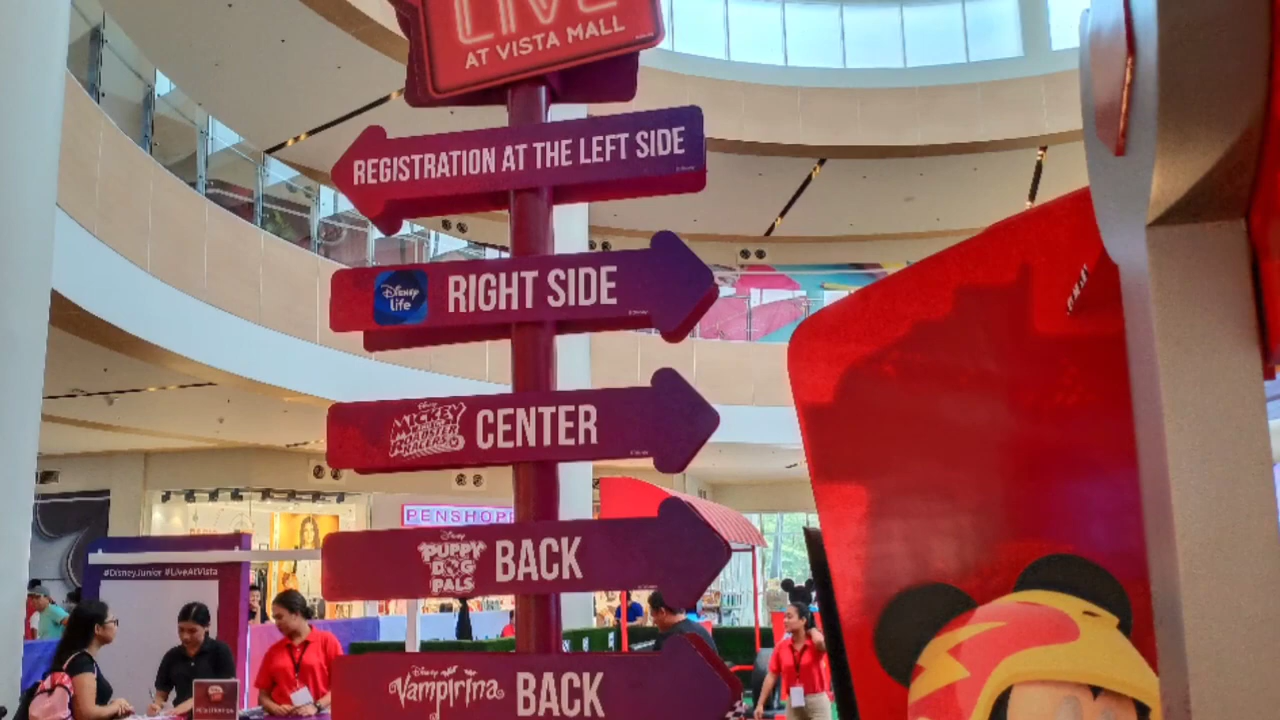 LIVE
AT VISTA MALL
REGISTRATION AT THE LEFT SIDE
Disney
life
RIGHT SIDE
Disney
MICKEY
AND THE
ROADSTER
RACERS
CENTER
PENSHOPPE
Disney
PUPPY
DOG
PALS
BACK
#DisneyJunior #LiveAtVista
Disney
Vampirina
BACK